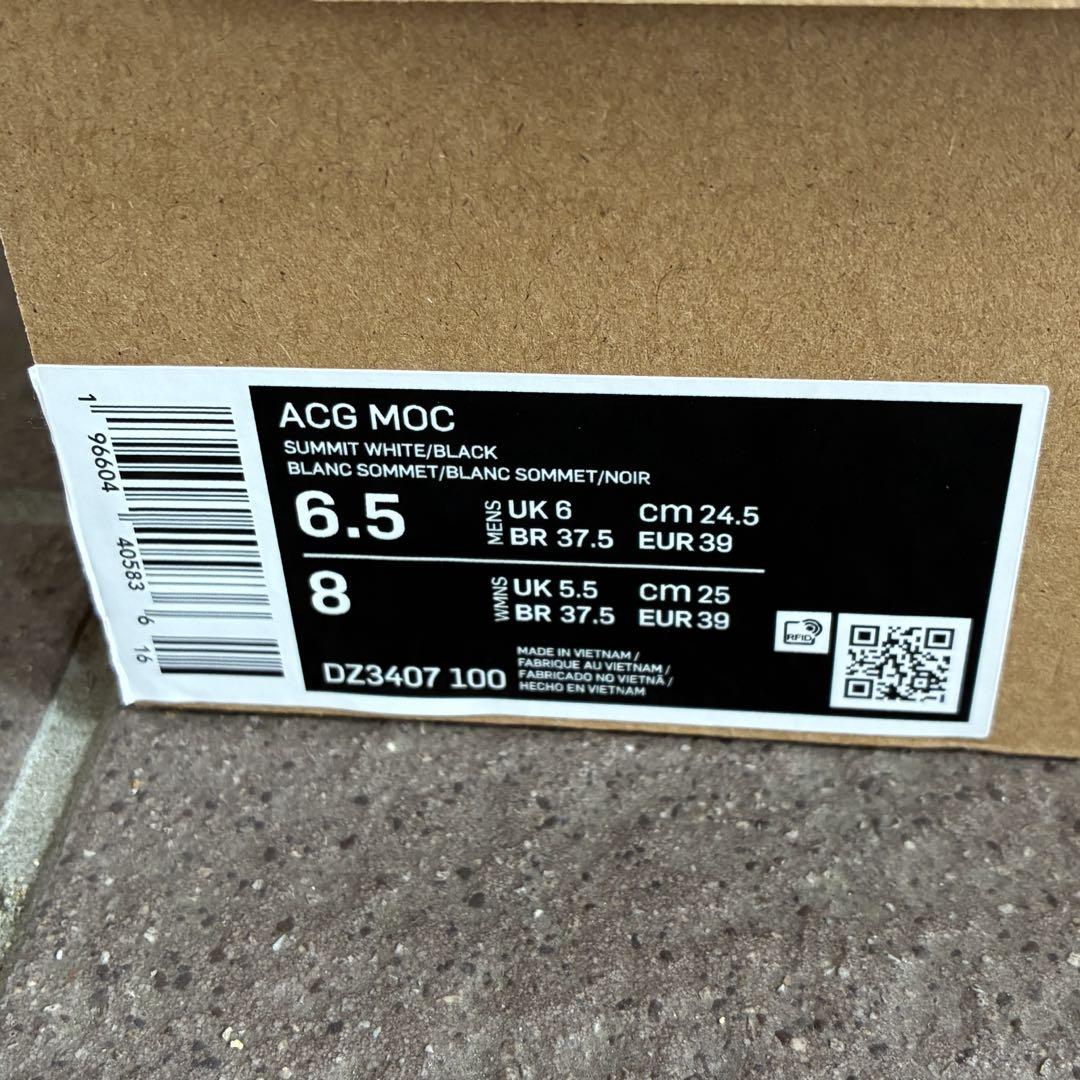 ACG MOC
SUMMIT WHITE/BLACK
BLANC SOMMET/BLANC SOMMET/NOIR
6.5 MENS UK 6 cm 24.5
BR 37.5 EUR 39
8 WMNS UK 5.5 cm 25
BR 37.5 EUR 39
DZ3407 100
MADE IN VIETNAM /
FABRIQUE AU VIETNAM /
FABRICADO NO VIETNÃ /
HECHO EN VIETNAM
RFID
1 96604 40583 6 16